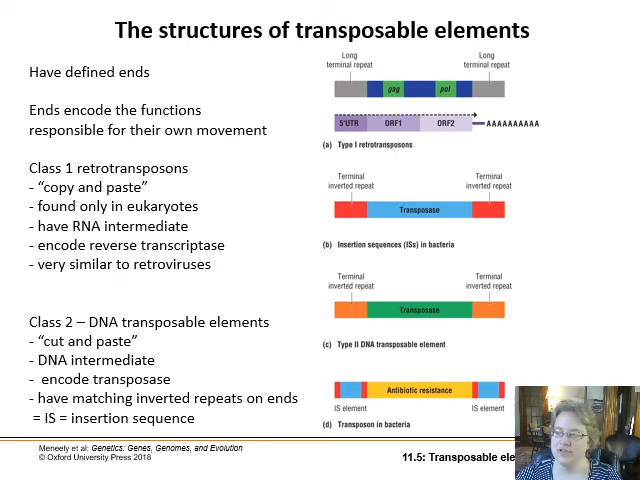 The structures of transposable elements
Have defined ends
Ends encode the functions
responsible for their own movement
Class 1 retrotransposons
- “copy and paste”
- found only in eukaryotes
- have RNA intermediate
- encode reverse transcriptase
- very similar to retroviruses
Class 2 – DNA transposable elements
- “cut and paste”
- DNA intermediate
- encode transposase
- have matching inverted repeats on ends
= IS = insertion sequence
Long
terminal repeat
Long
terminal repeat
gag
pol
5'UTR
ORF1
ORF2
AAAAAAAAAA
(a) Type I retrotransposons
Terminal
inverted repeat
Terminal
inverted repeat
Transposase
(b) Insertion sequences (ISs) in bacteria
Terminal
inverted repeat
Terminal
inverted repeat
Transposase
(c) Type II DNA transposable element
Antibiotic resistance
IS element
IS element
(d) Transposon in bacteria
Meneely et al: Genetics: Genes, Genomes, and Evolution
© Oxford University Press 2018
11.5: Transposable ele